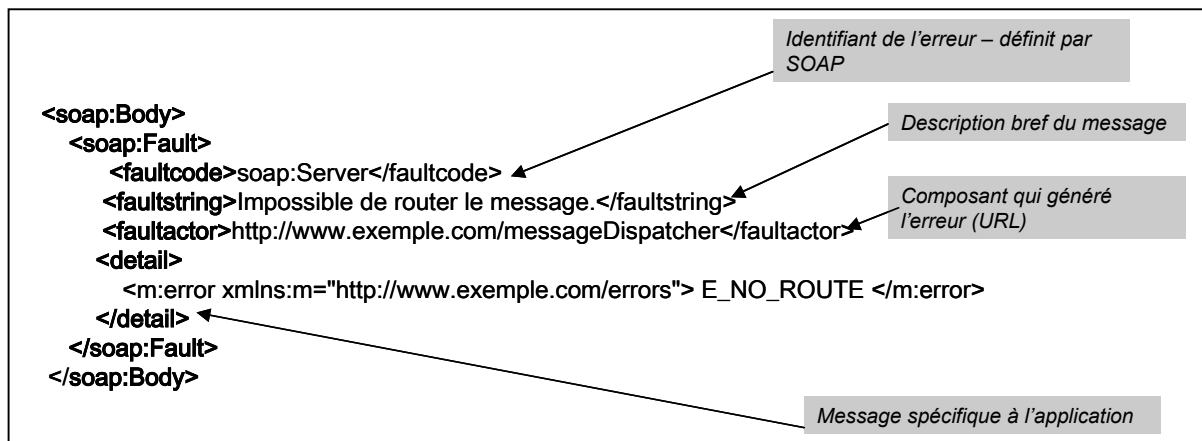 Identifiant de l'erreur – définit par
SOAP
<soap:Body>
<soap:Fault>
Description bref du message
<faultcode>soap:Server</faultcode>
<faultstring>Impossible de router le message.</faultstring>
Composant qui généré
l'erreur (URL)
<faultactor>http://www.exemple.com/messageDispatcher</faultactor>
<detail>
<m:error xmlns:m="http://www.exemple.com/errors"> E_NO_ROUTE </m:error>
</detail>
</soap:Fault>
</soap:Body>
Message spécifique à l'application